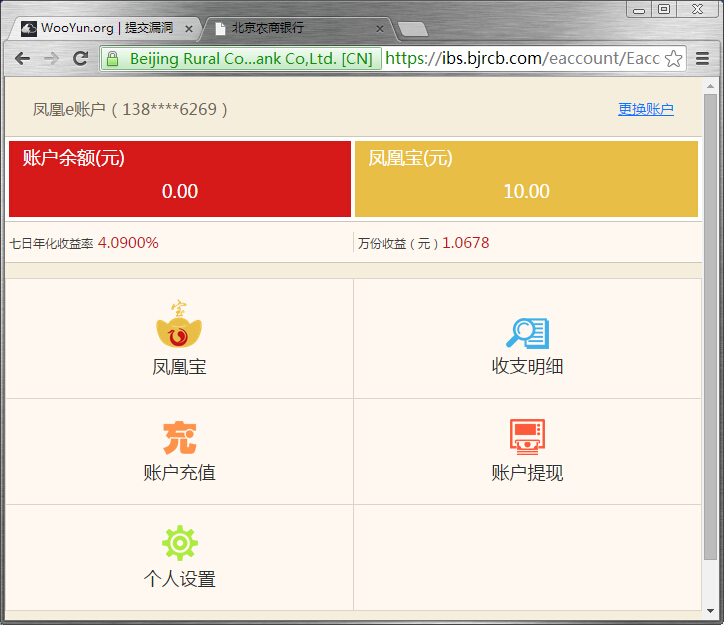 WooYun.org | 提交漏洞
北京农商银行
Beijing Rural Co...ank Co,Ltd. [CN] https://ibs.bjrcb.com/eaccount/Eacc
凤凰e账户 ( 138****6269 ) 更换账户
账户余额(元) 凤凰宝(元)
0.00 10.00
七日年化收益率 4.0900% 万份收益 ( 元 ) 1.0678
宝
凤凰宝 收支明细
充
账户充值 账户提现
个人设置